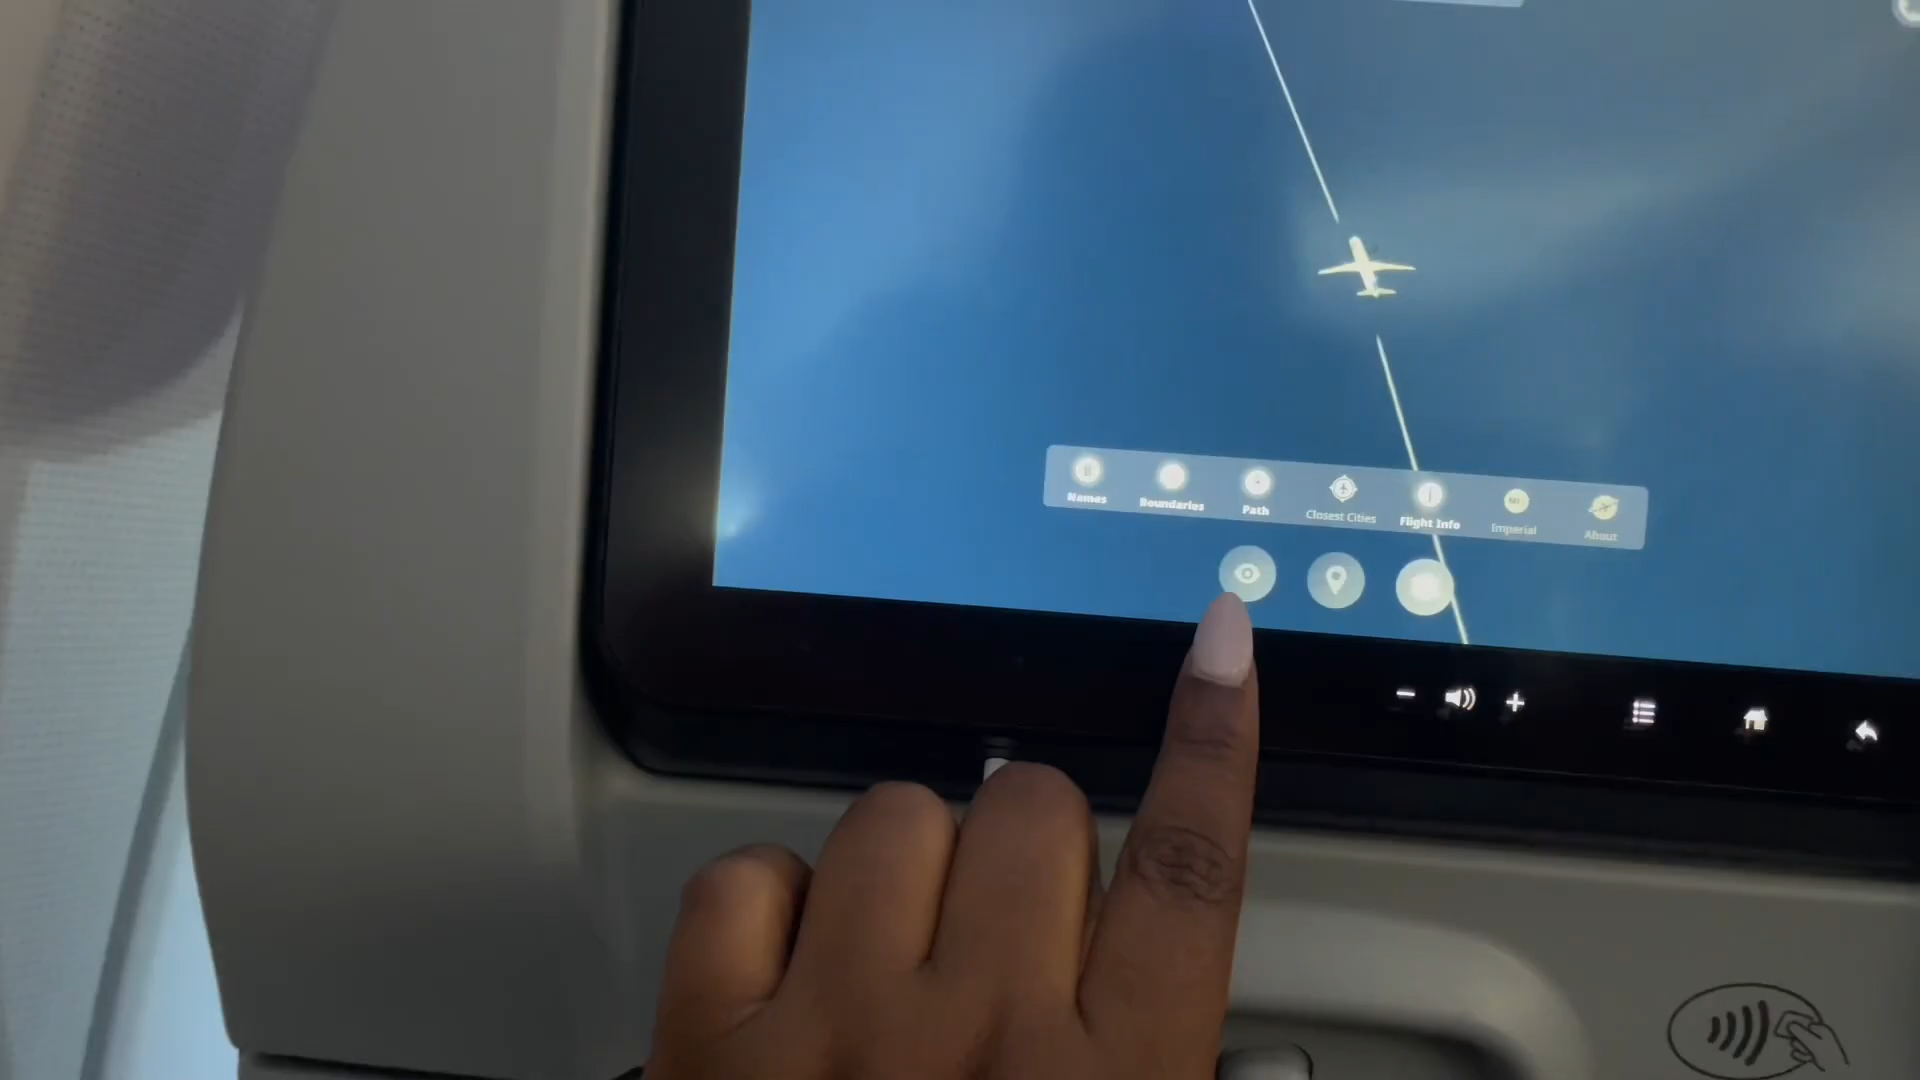 Names
Boundaries
Path
Closest Cities
Flight Info
Imperial
About